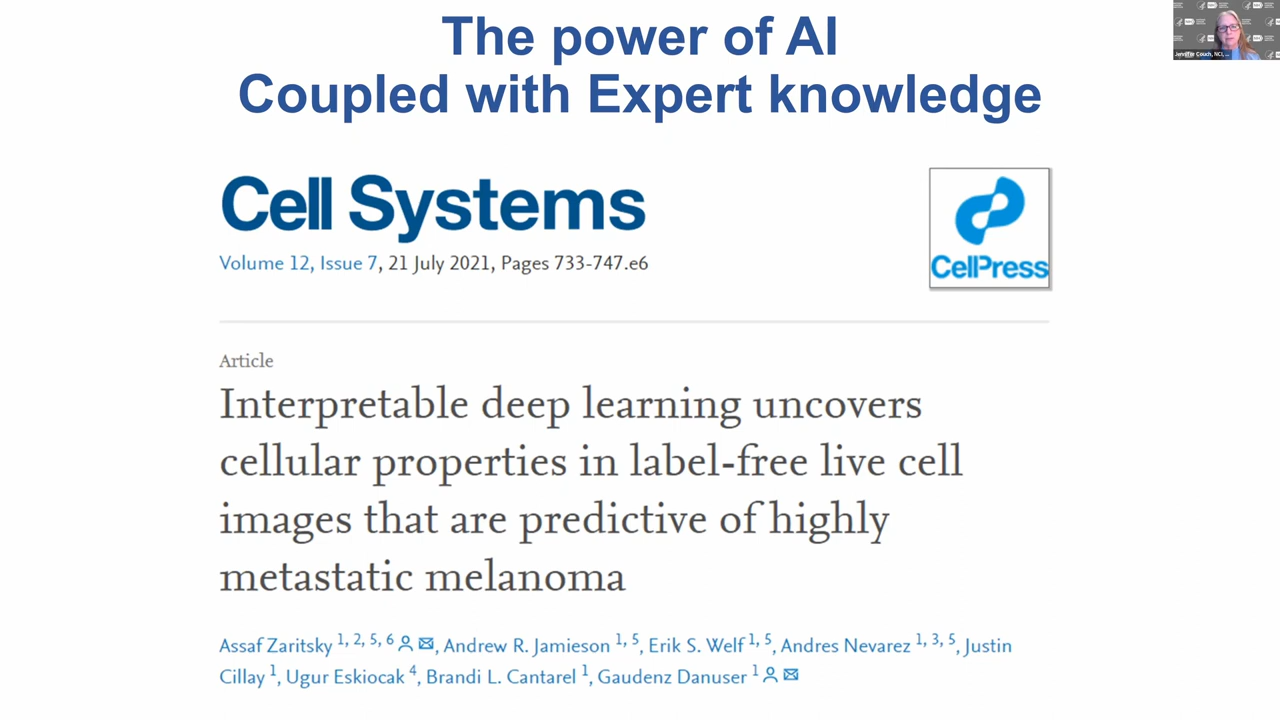 The power of AI
Coupled with Expert knowledge
Jennifer Couch, NCI, ...
Cell Systems
CellPress
Volume 12, Issue 7, 21 July 2021, Pages 733-747.e6
Article
Interpretable deep learning uncovers
cellular properties in label-free live cell
images that are predictive of highly
metastatic melanoma
Assaf Zaritsky 1, 2, 5, 6, Andrew R. Jamieson 1, 5, Erik S. Welf 1, 5, Andres Nevarez 1, 3, 5, Justin
Cillay 1, Ugur Eskiocak 4, Brandi L. Cantarel 1, Gaudenz Danuser 1